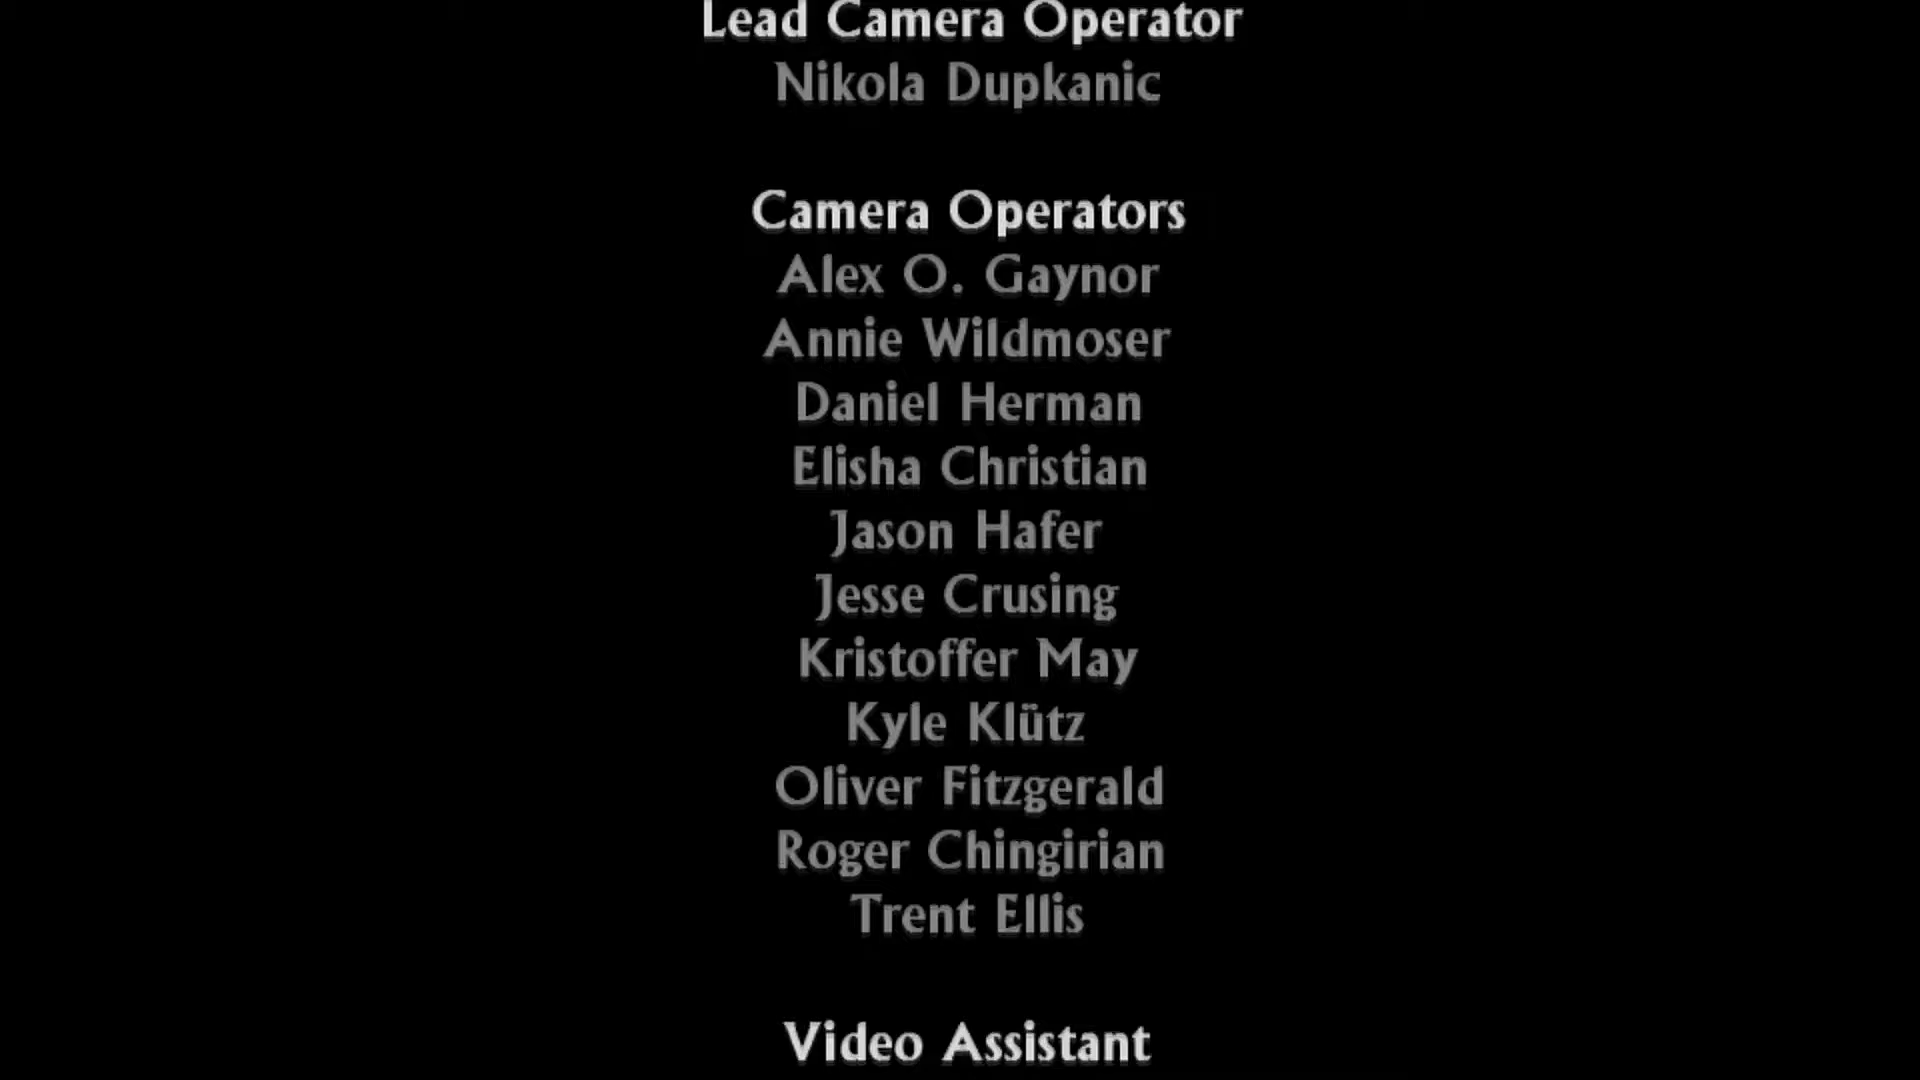 Lead Camera Operator
Nikola Dupkanic
Camera Operators
Alex O. Gaynor
Annie Wildmoser
Daniel Herman
Elisha Christian
Jason Hafer
Jesse Crusing
Kristoffer May
Kyle Klütz
Oliver Fitzgerald
Roger Chingirian
Trent Ellis
Video Assistant